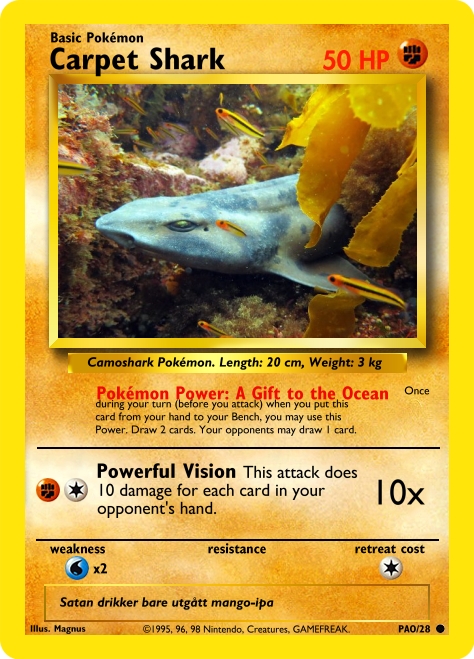 Basic Pokémon
Carpet Shark
50 HP
Camoshark Pokémon. Length: 20 cm, Weight: 3 kg
Pokémon Power: A Gift to the Ocean Once
during your turn (before you attack) when you put this
card from your hand to your Bench, you may use this
Power. Draw 2 cards. Your opponents may draw 1 card.
Powerful Vision This attack does
10 damage for each card in your
opponent's hand.
10x
weakness
resistance
retreat cost
x2
Satan drikker bare utgått mango-ipa
Illus. Magnus
©1995, 96, 98 Nintendo, Creatures, GAMEFREAK.
PAO/28